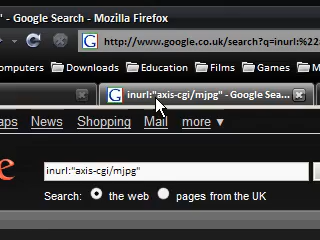 " - Google Search - Mozilla Firefox
http://www.google.co.uk/search?q=inurl:%22
omputers Downloads Education Films Games M
inurl:"axis-cgi/mjpg" - Google Sea...
aps News Shopping Mail more
e
inurl:"axis-cgi/mjpg"
Search: the web pages from the UK